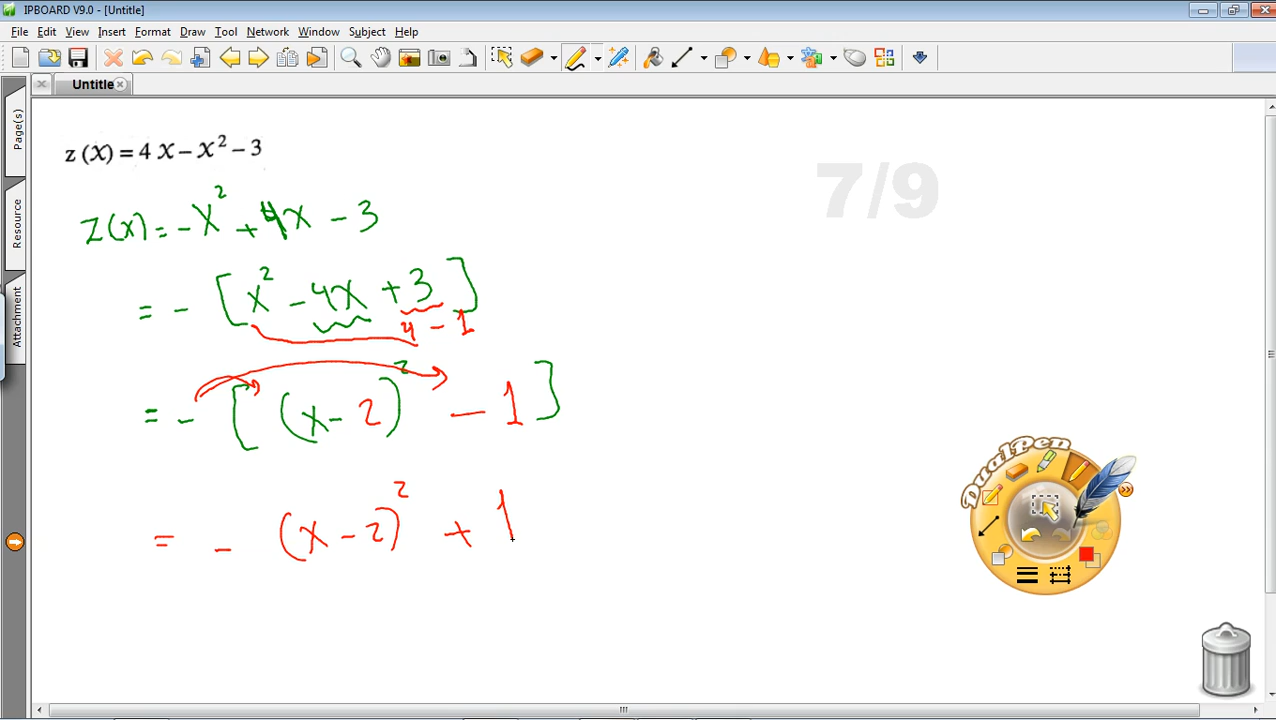 IPBOARD V9.0 - [Untitle]
File Edit View Insert Format Draw Tool Network Window Subject Help
Untitle
Page(s)
Resource
Attachment
7/9
z (X) = 4 X – X² – 3
z(x) = - x² + 4x - 3
= - [ x² - 4x + 3 ]
4 - 1
= - [ (x - 2)² - 1 ]
= - (x - 2)² + 1
DualPen